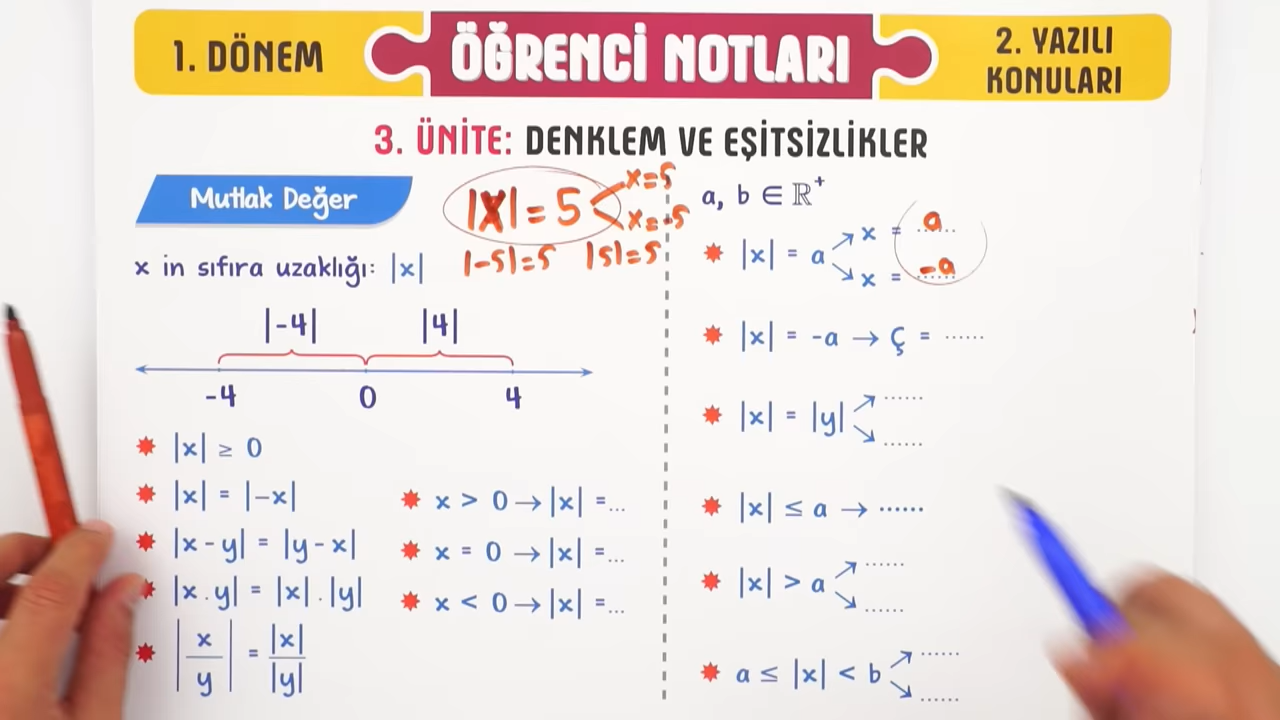 1. DÖNEM
ÖĞRENCİ NOTLARI
2. YAZILI
KONULARI
3. ÜNİTE: DENKLEM VE EŞİTSİZLİKLER
Mutlak Değer
|x| = 5
x=5
x=-5
|-5|=5 |5|=5
x in sıfıra uzaklığı: |x|
|-4| |4|
-4 0 4
|x| ≥ 0
|x| = |-x|
|x - y| = |y - x|
|x . y| = |x| . |y|
|x/y| = |x|/|y|
x > 0 → |x| =...
x = 0 → |x| =...
x < 0 → |x| =...
a, b ∈ ℝ⁺
|x| = a
x = a
x = -a
|x| = -a → Ç = ......
|x| = |y| ......
......
|x| ≤ a → ......
|x| > a ......
......
a ≤ |x| < b ......
......